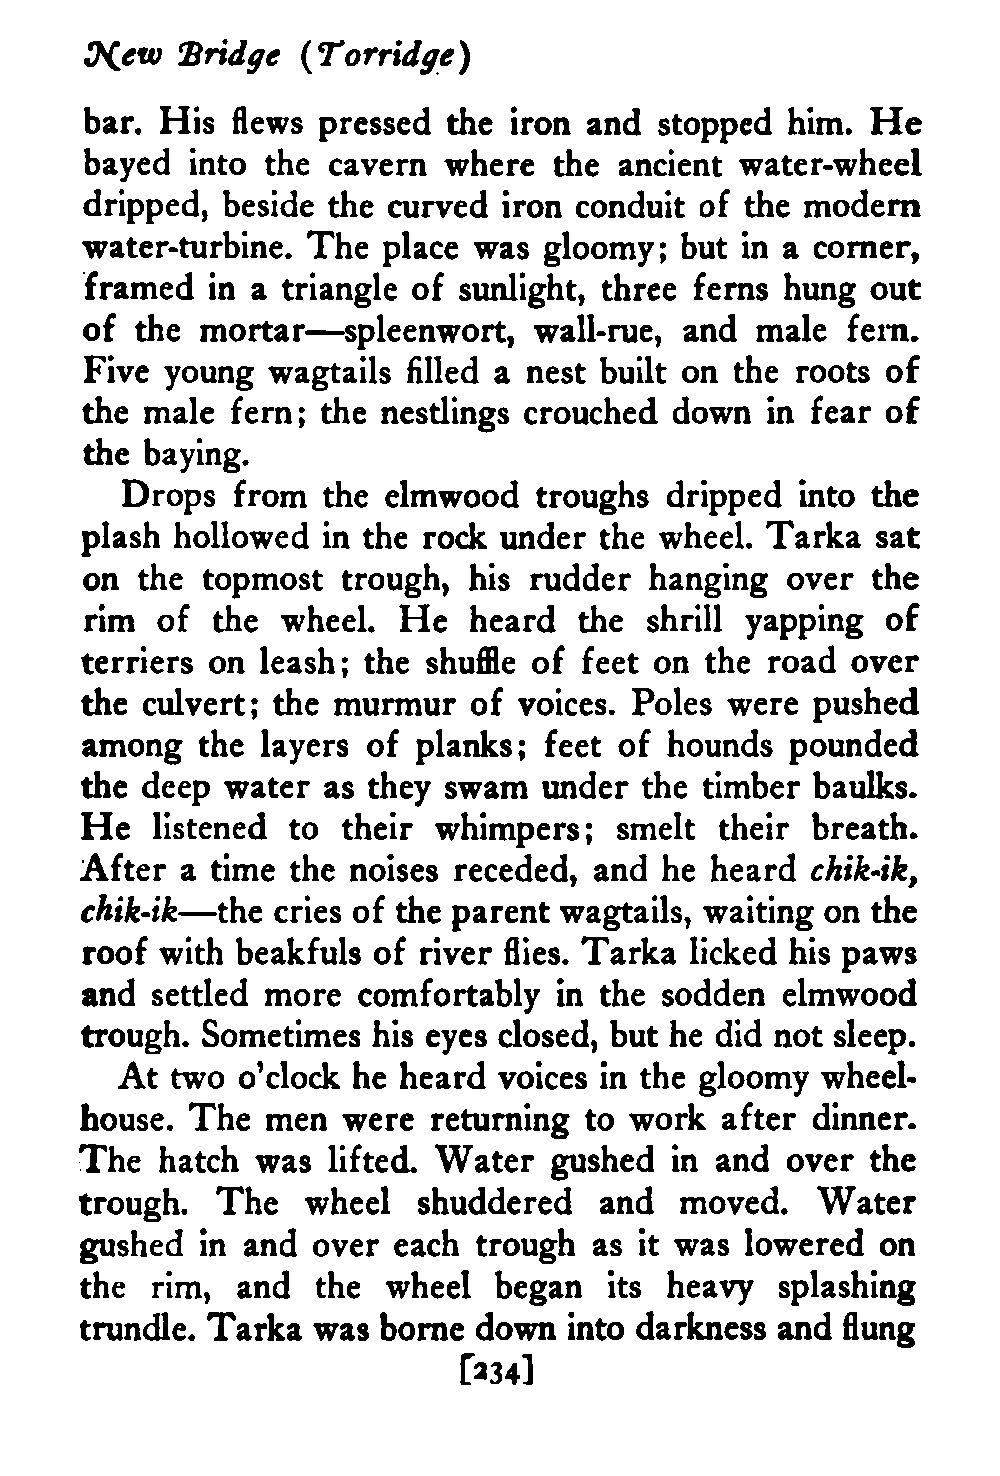 New Bridge (Torridge)
bar. His flews pressed the iron and stopped him. He
bayed into the cavern where the ancient water-wheel
dripped, beside the curved iron conduit of the modern
water-turbine. The place was gloomy; but in a corner,
framed in a triangle of sunlight, three ferns hung out
of the mortar—spleenwort, wall-rue, and male fern.
Five young wagtails filled a nest built on the roots of
the male fern; the nestlings crouched down in fear of
the baying.
Drops from the elmwood troughs dripped into the
plash hollowed in the rock under the wheel. Tarka sat
on the topmost trough, his rudder hanging over the
rim of the wheel. He heard the shrill yapping of
terriers on leash; the shuffle of feet on the road over
the culvert; the murmur of voices. Poles were pushed
among the layers of planks; feet of hounds pounded
the deep water as they swam under the timber baulks.
He listened to their whimpers; smelt their breath.
After a time the noises receded, and he heard chik-ik,
chik-ik—the cries of the parent wagtails, waiting on the
roof with beakfuls of river flies. Tarka licked his paws
and settled more comfortably in the sodden elmwood
trough. Sometimes his eyes closed, but he did not sleep.
At two o'clock he heard voices in the gloomy wheel-
house. The men were returning to work after dinner.
The hatch was lifted. Water gushed in and over the
trough. The wheel shuddered and moved. Water
gushed in and over each trough as it was lowered on
the rim, and the wheel began its heavy splashing
trundle. Tarka was borne down into darkness and flung
[234]